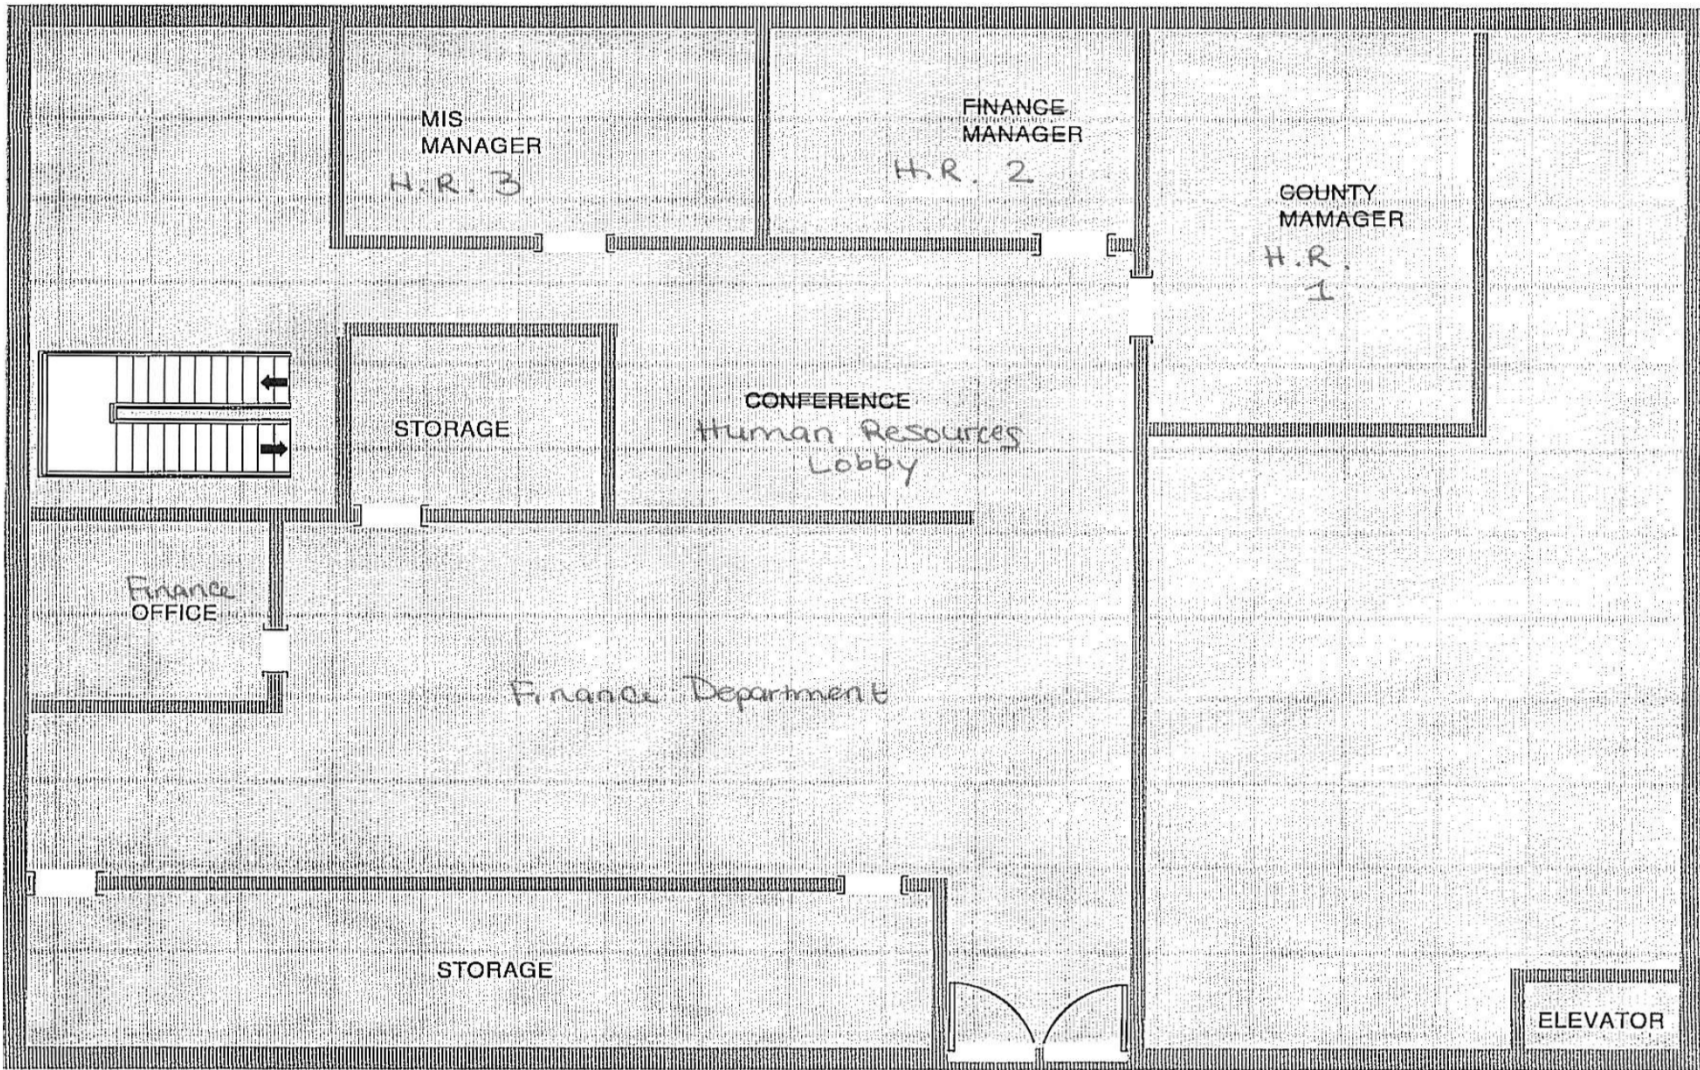 MIS
MANAGER
H.R. 3
FINANCE
MANAGER
H.R. 2
COUNTY
MAMAGER
H.R.
1
STORAGE
CONFERENCE
Human Resources
Lobby
Finance
OFFICE
Finance Department
STORAGE
ELEVATOR